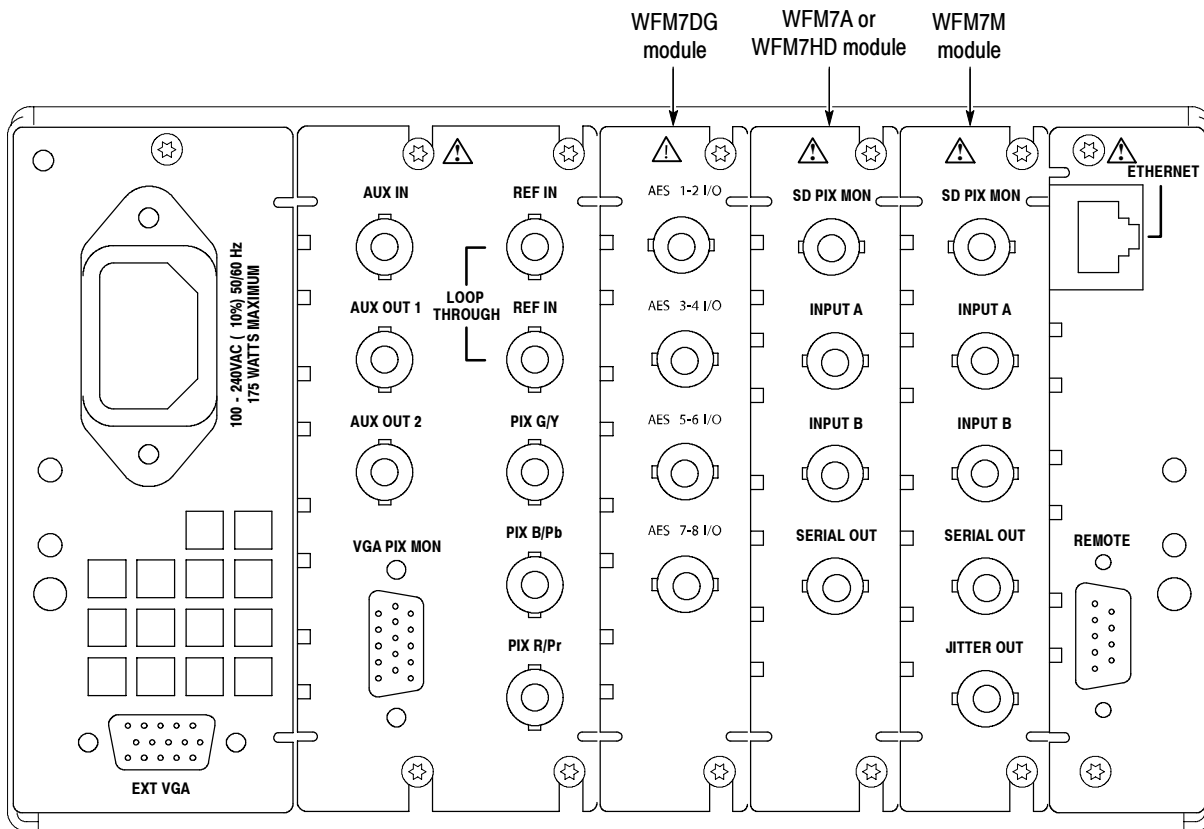 WFM7DG
module
WFM7A or
WFM7HD module
WFM7M
module
100 - 240VAC ( 10%) 50/60 Hz
175 WATTS MAXIMUM
EXT VGA
AUX IN
AUX OUT 1
AUX OUT 2
VGA PIX MON
REF IN
LOOP
THROUGH
REF IN
PIX G/Y
PIX B/Pb
PIX R/Pr
AES 1-2 I/O
AES 3-4 I/O
AES 5-6 I/O
AES 7-8 I/O
SD PIX MON
INPUT A
INPUT B
SERIAL OUT
SD PIX MON
INPUT A
INPUT B
SERIAL OUT
JITTER OUT
ETHERNET
REMOTE